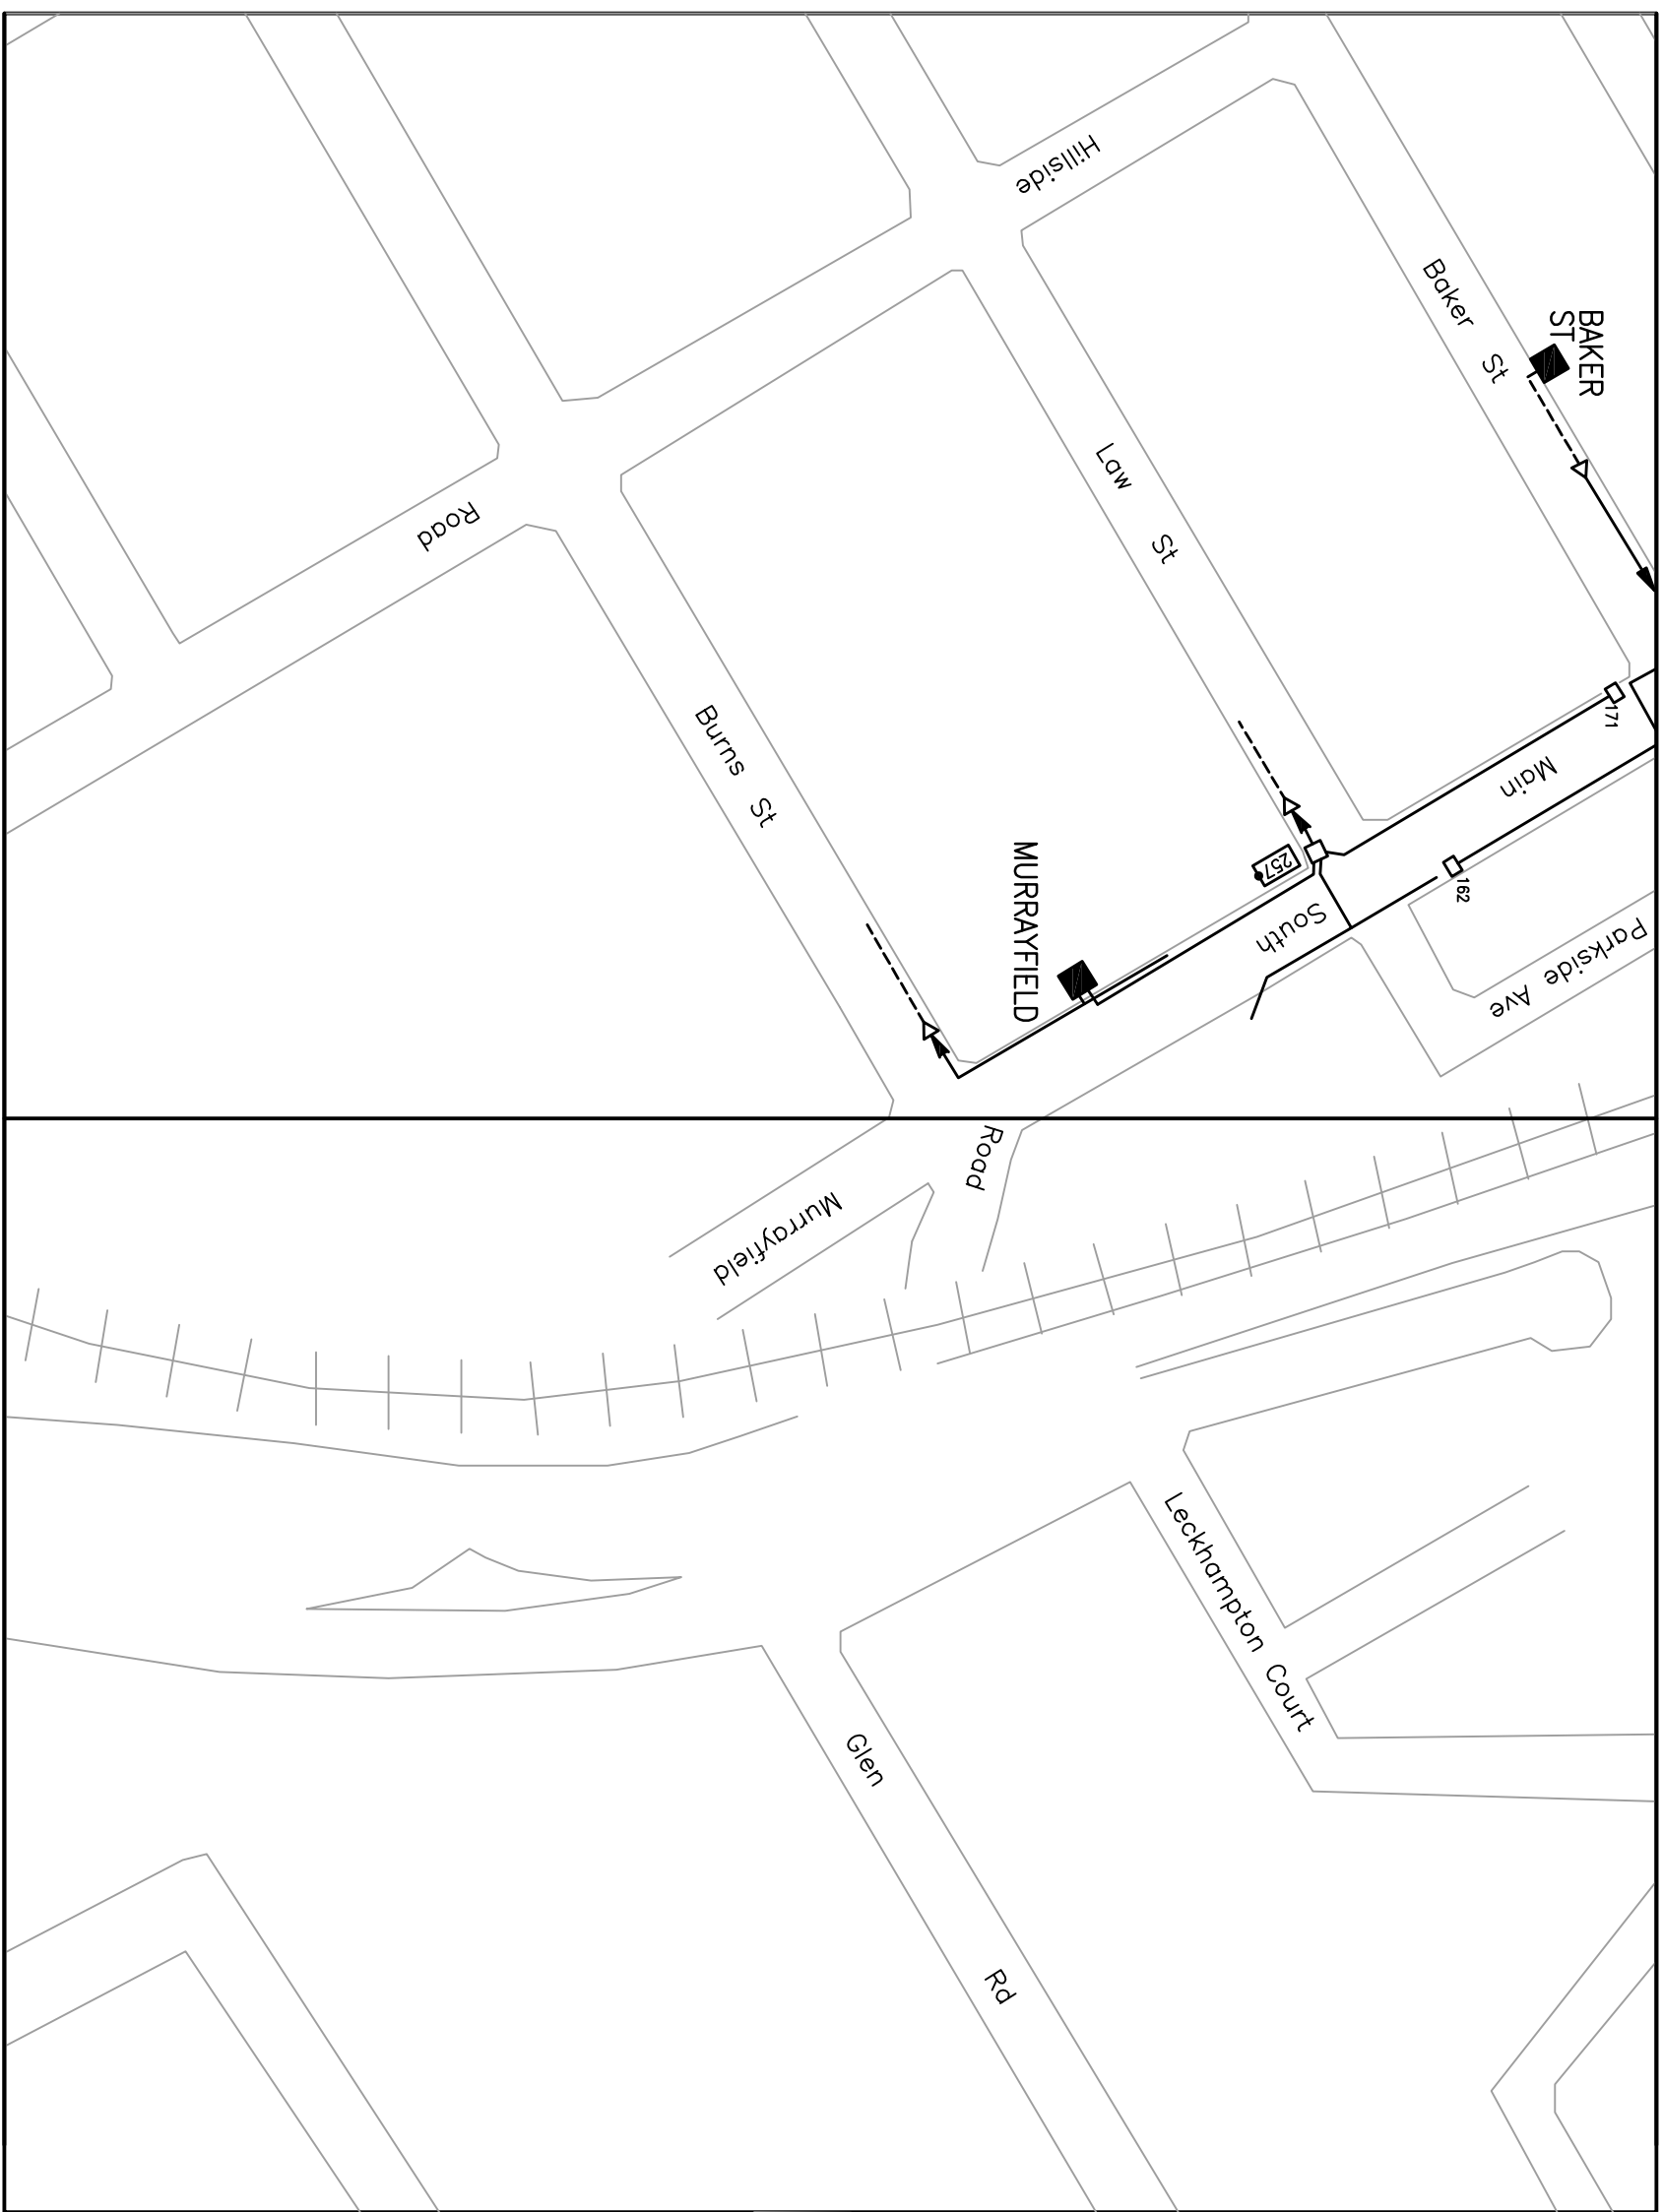 Hillside
Baker St
BAKER
ST
Law St
Road
171
Main
Burns St
257
162
MURRAYFIELD
South
Parkside Ave
Road
Murrayfield
Leckhampton Court
Glen Rd